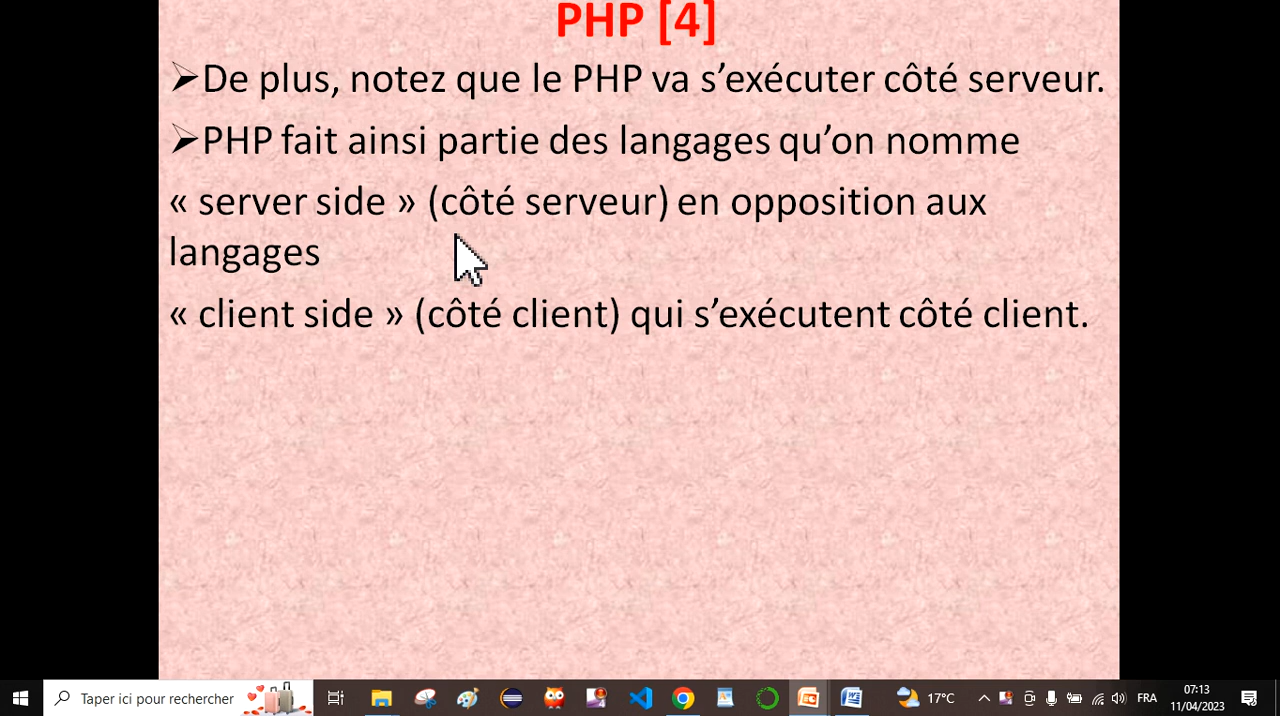 PHP [4]
➢De plus, notez que le PHP va s’exécuter côté serveur.
➢PHP fait ainsi partie des langages qu’on nomme
« server side » (côté serveur) en opposition aux
langages
« client side » (côté client) qui s’exécutent côté client.
Taper ici pour rechercher
17°C
FRA
07:13
11/04/2023